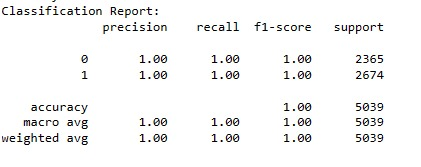 Classification Report:
precision recall f1-score support
0 1.00 1.00 1.00 2365
1 1.00 1.00 1.00 2674
accuracy 1.00 5039
macro avg 1.00 1.00 1.00 5039
weighted avg 1.00 1.00 1.00 5039